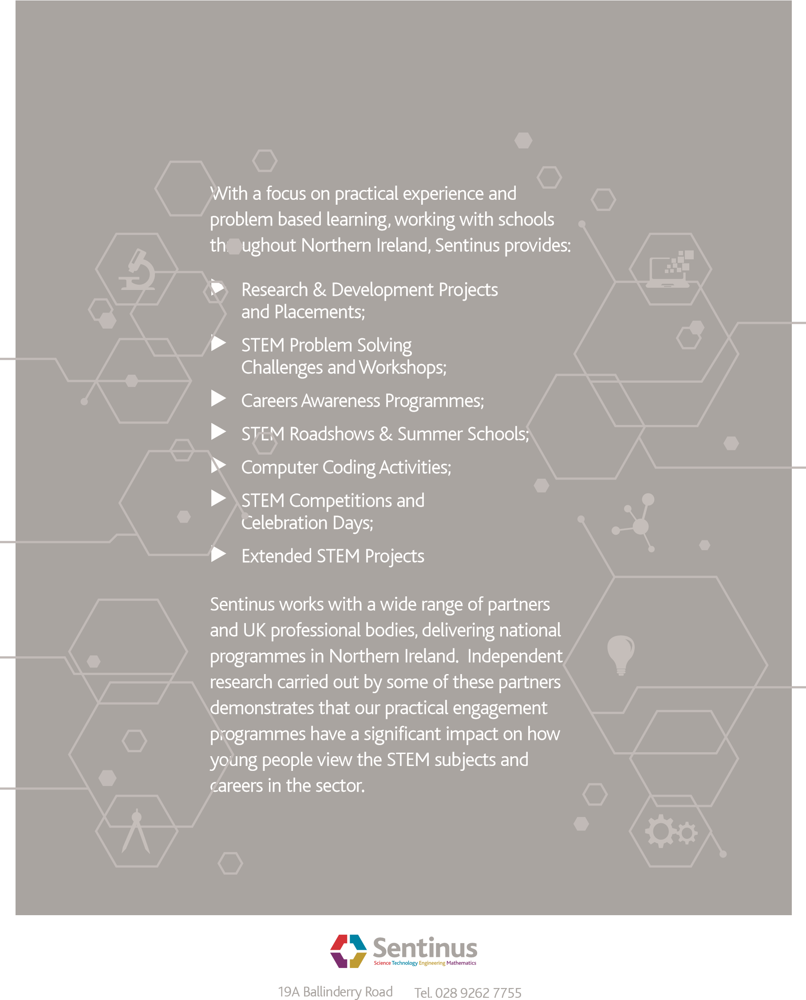 With a focus on practical experience and
problem based learning, working with schools
throughout Northern Ireland, Sentinus provides:
Research & Development Projects
and Placements;
STEM Problem Solving
Challenges and Workshops;
Careers Awareness Programmes;
STEM Roadshows & Summer Schools;
Computer Coding Activities;
STEM Competitions and
Celebration Days;
Extended STEM Projects
Sentinus works with a wide range of partners
and UK professional bodies, delivering national
programmes in Northern Ireland.  Independent
research carried out by some of these partners
demonstrates that our practical engagement
programmes have a significant impact on how
young people view the STEM subjects and
careers in the sector.
Sentinus
Science Technology Engineering Mathematics
19A Ballinderry Road Tel. 028 9262 7755